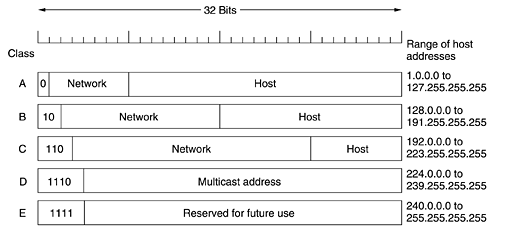 32 Bits
Class
Range of host
addresses
A 0 Network Host 1.0.0.0 to
127.255.255.255
B 10 Network Host 128.0.0.0 to
191.255.255.255
C 110 Network Host 192.0.0.0 to
223.255.255.255
D 1110 Multicast address 224.0.0.0 to
239.255.255.255
E 1111 Reserved for future use 240.0.0.0 to
255.255.255.255